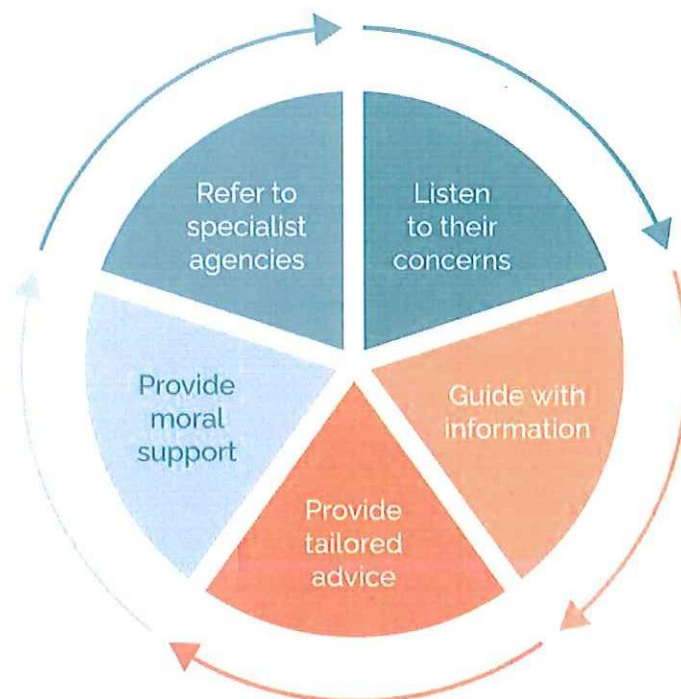 Listen
to their
concerns
Guide with
information
Provide
tailored
advice
Provide
moral
support
Refer to
specialist
agencies